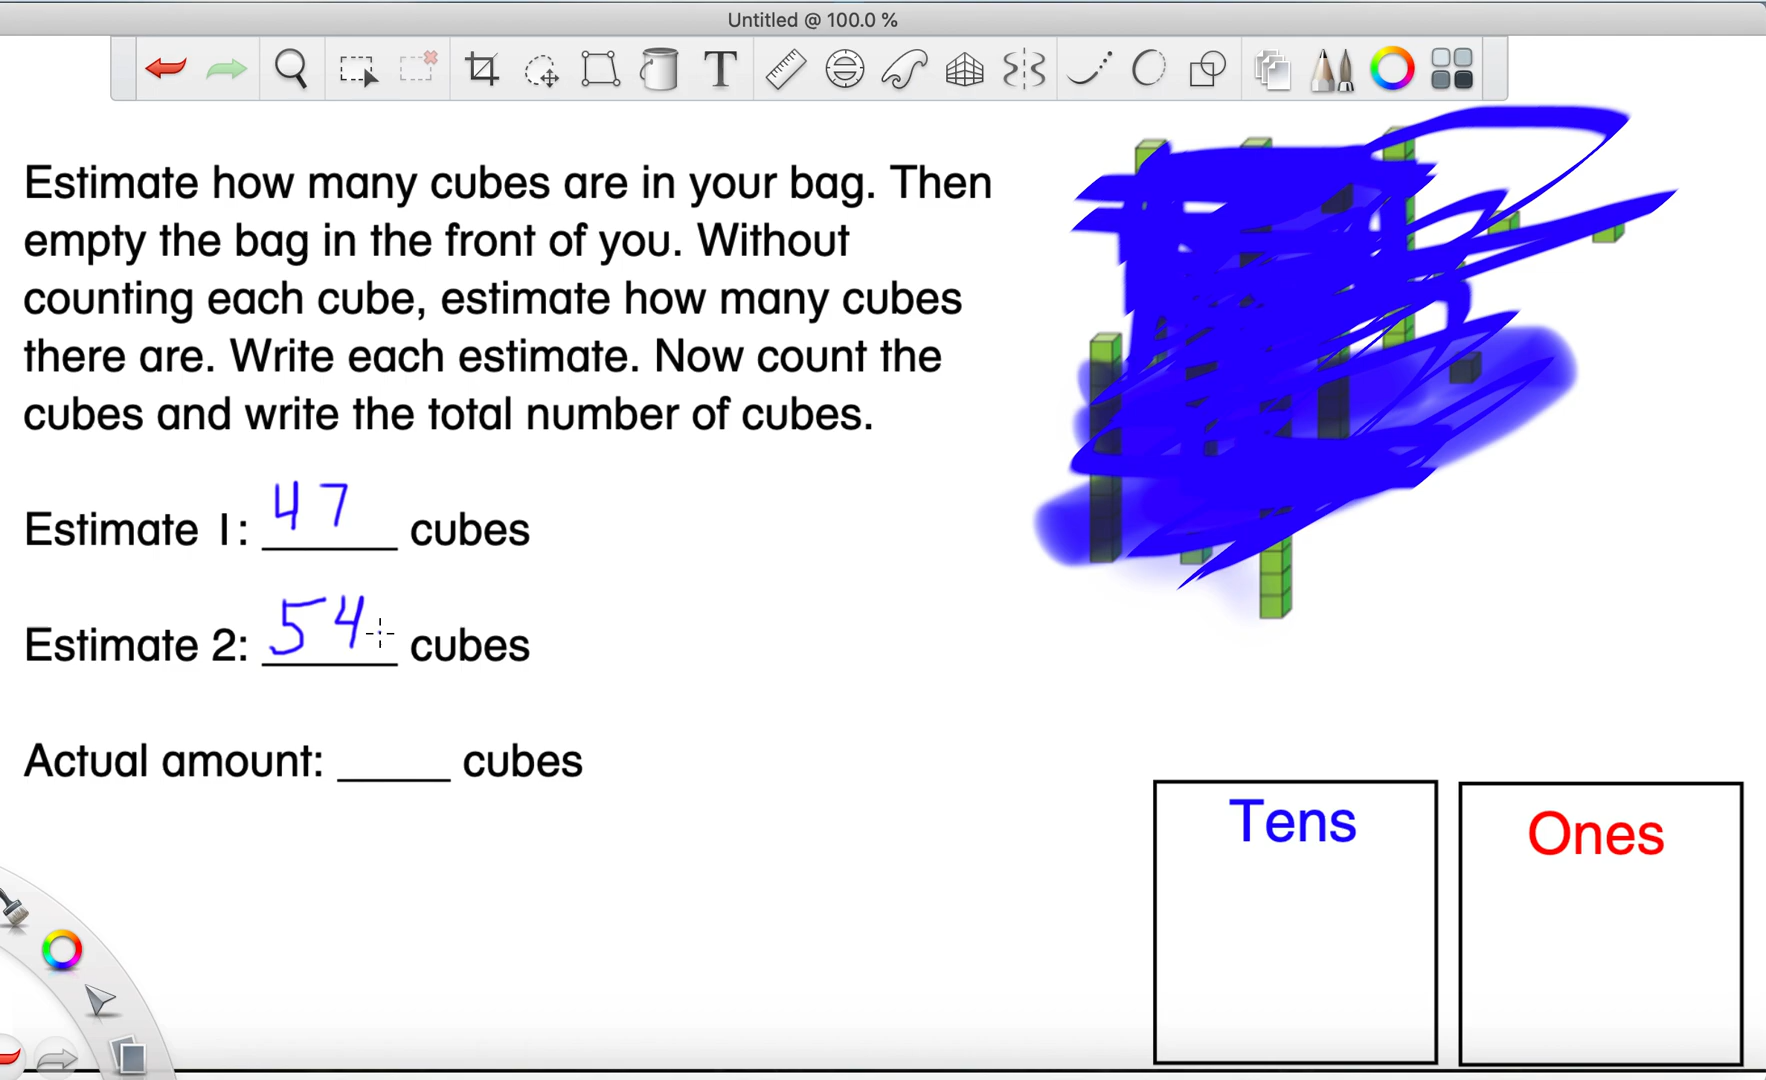 Untitled @ 100.0 %
T
Estimate how many cubes are in your bag. Then
empty the bag in the front of you. Without
counting each cube, estimate how many cubes
there are. Write each estimate. Now count the
cubes and write the total number of cubes.
Estimate 1: 47 cubes
Estimate 2: 54 cubes
Actual amount: _____ cubes
Tens
Ones